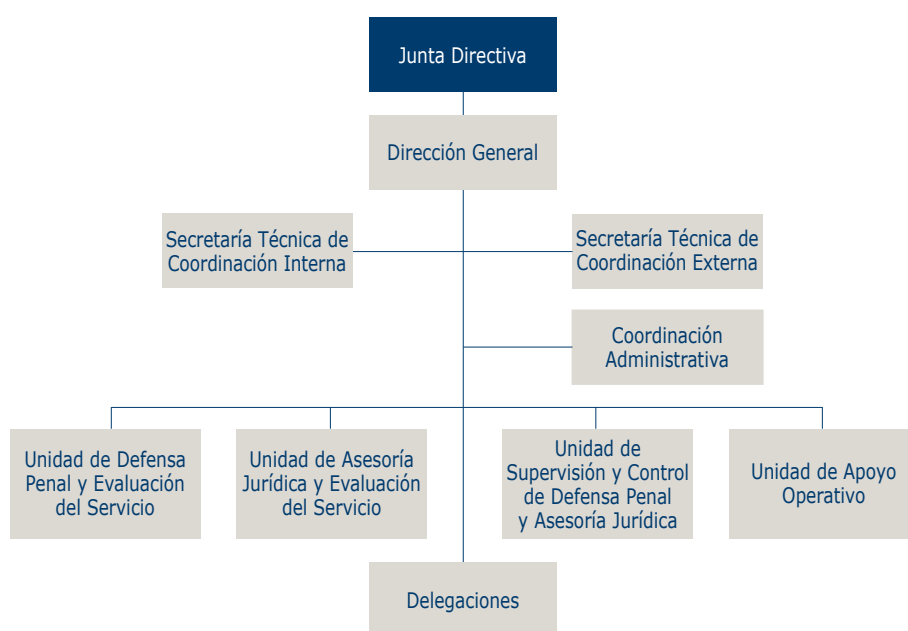 Junta Directiva
Dirección General
Secretaría Técnica de
Coordinación Interna
Secretaría Técnica de
Coordinación Externa
Coordinación
Administrativa
Unidad de Defensa
Penal y Evaluación
del Servicio
Unidad de Asesoría
Jurídica y Evaluación
del Servicio
Unidad de
Supervisión y Control
de Defensa Penal
y Asesoría Jurídica
Unidad de Apoyo
Operativo
Delegaciones